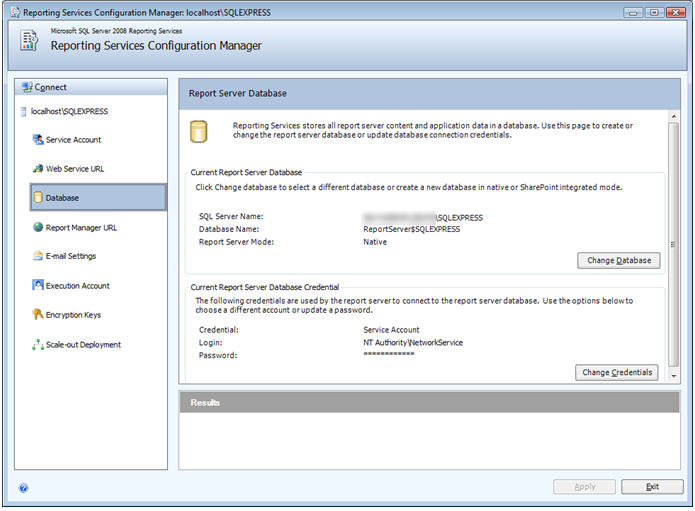 Reporting Services Configuration Manager: localhost\SQLEXPRESS
Microsoft SQL Server 2008 Reporting Services
Reporting Services Configuration Manager
Connect
localhost\SQLEXPRESS
Service Account
Web Service URL
Database
Report Manager URL
E-mail Settings
Execution Account
Encryption Keys
Scale-out Deployment
Report Server Database
Reporting Services stores all report server content and application data in a database. Use this page to create or
change the report server database or update database connection credentials.
Current Report Server Database
Click Change database to select a different database or create a new database in native or SharePoint integrated mode.
SQL Server Name: \SQLEXPRESS
Database Name: ReportServer$SQLEXPRESS
Report Server Mode: Native
Change Database
Current Report Server Database Credential
The following credentials are used by the report server to connect to the report server database. Use the options below to
choose a different account or update a password.
Credential: Service Account
Login: NT Authority\NetworkService
Password: ************
Change Credentials
Results
Apply
Exit